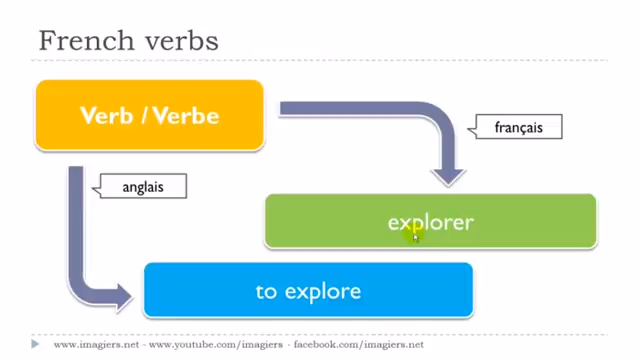 French verbs
Verb / Verbe
français
anglais
explorer
to explore
www.imagiers.net - www.youtube.com/imagiers - facebook.com/imagiers.net